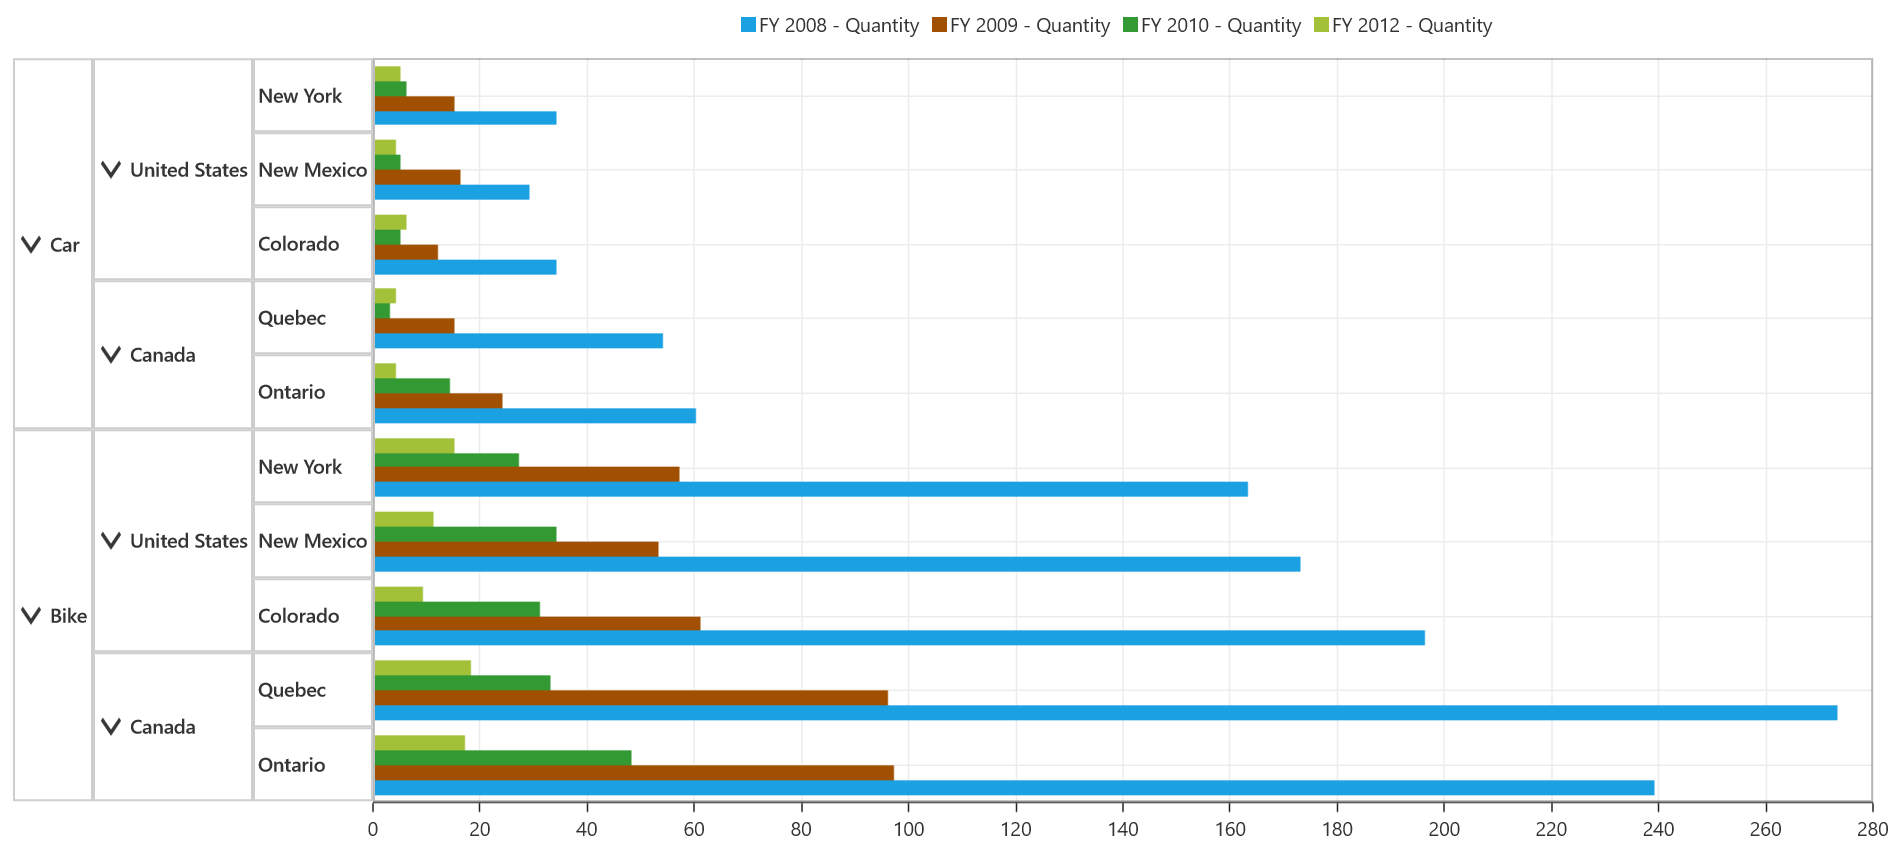 FY 2008 - Quantity FY 2009 - Quantity FY 2010 - Quantity FY 2012 - Quantity
Car
United States
New York
New Mexico
Colorado
Canada
Quebec
Ontario
Bike
United States
New York
New Mexico
Colorado
Canada
Quebec
Ontario
0 20 40 60 80 100 120 140 160 180 200 220 240 260 280